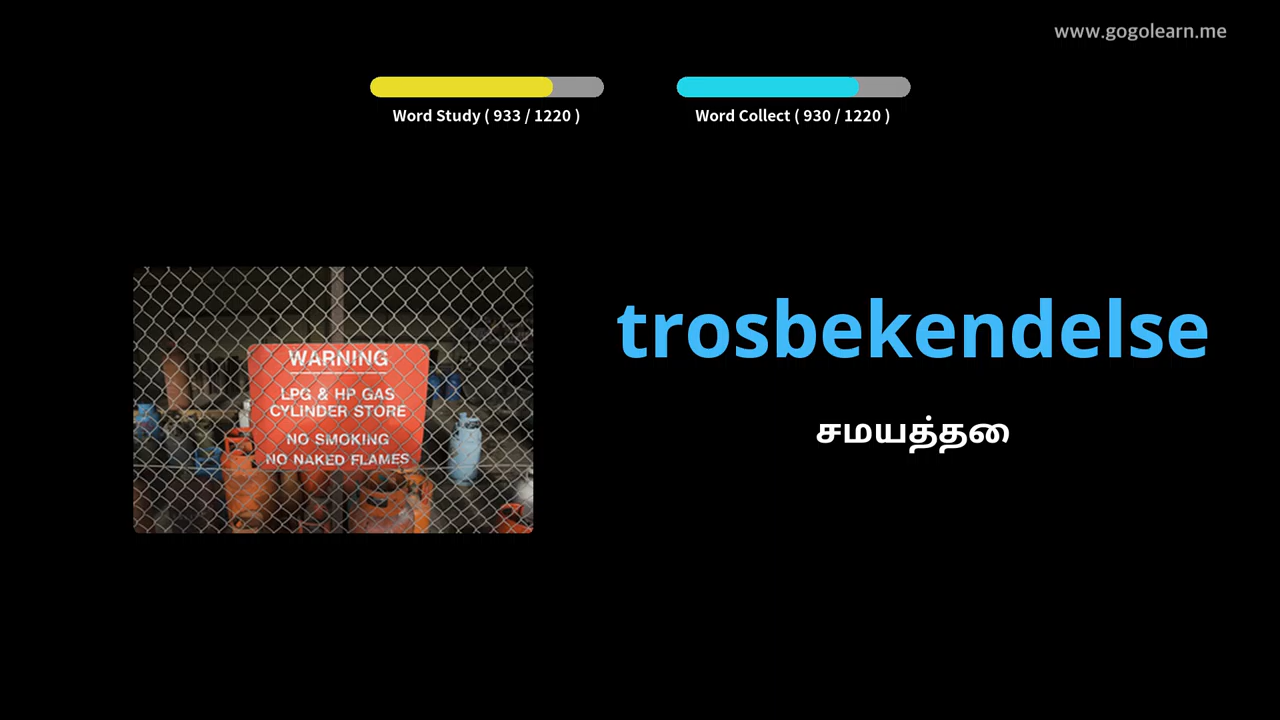 www.gogolearn.me
Word Study ( 933 / 1220 )
Word Collect ( 930 / 1220 )
WARNING
LPG & HP GAS
CYLINDER STORE
NO SMOKING
NO NAKED FLAMES
trosbekendelse
சமயத்தை